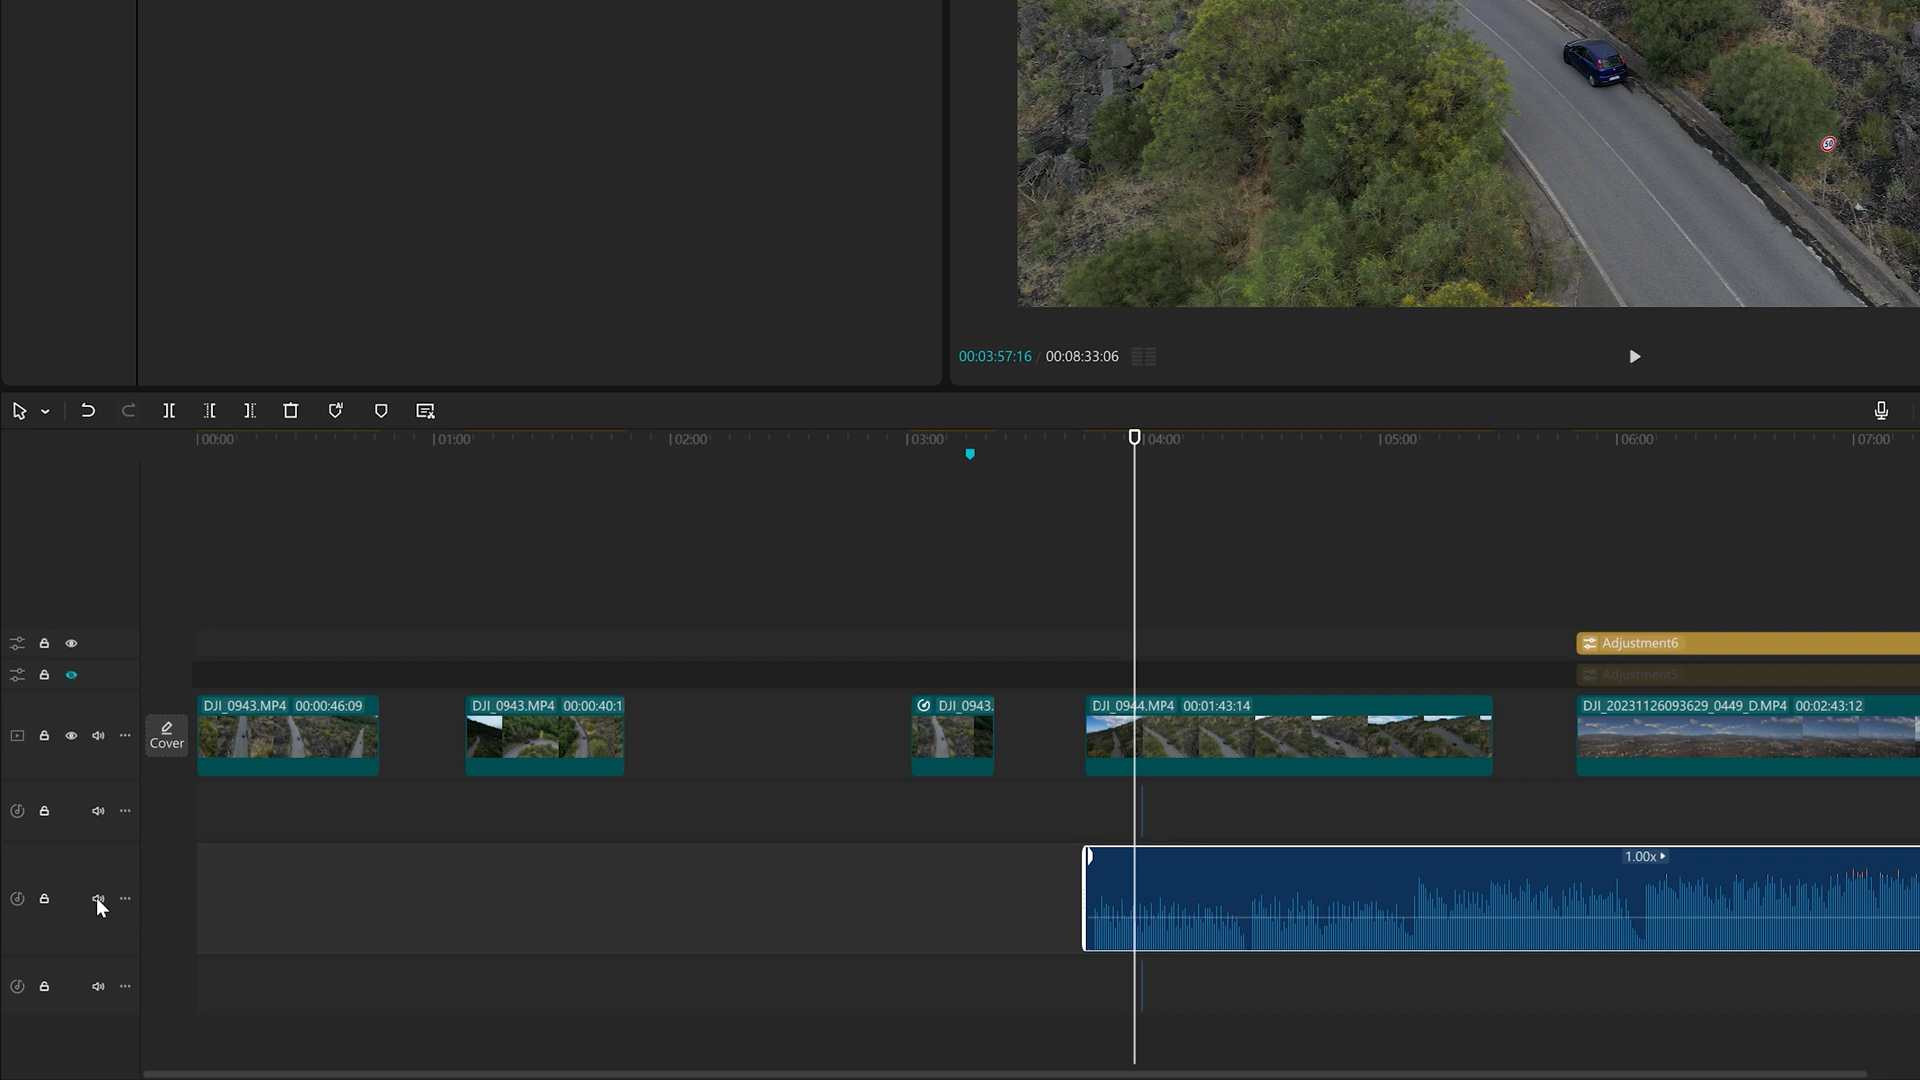 50
00:03:57:16 / 00:08:33:06
00:00 01:00 02:00 03:00 04:00 05:00 06:00 07:00
Adjustment6
Adjustment5
Cover
DJI_0943.MP4 00:00:46:09
DJI_0943.MP4 00:00:40:1
DJI_0943.
DJI_0944.MP4 00:01:43:14
DJI_20231126093629_0449_D.MP4 00:02:43:12
1.00x